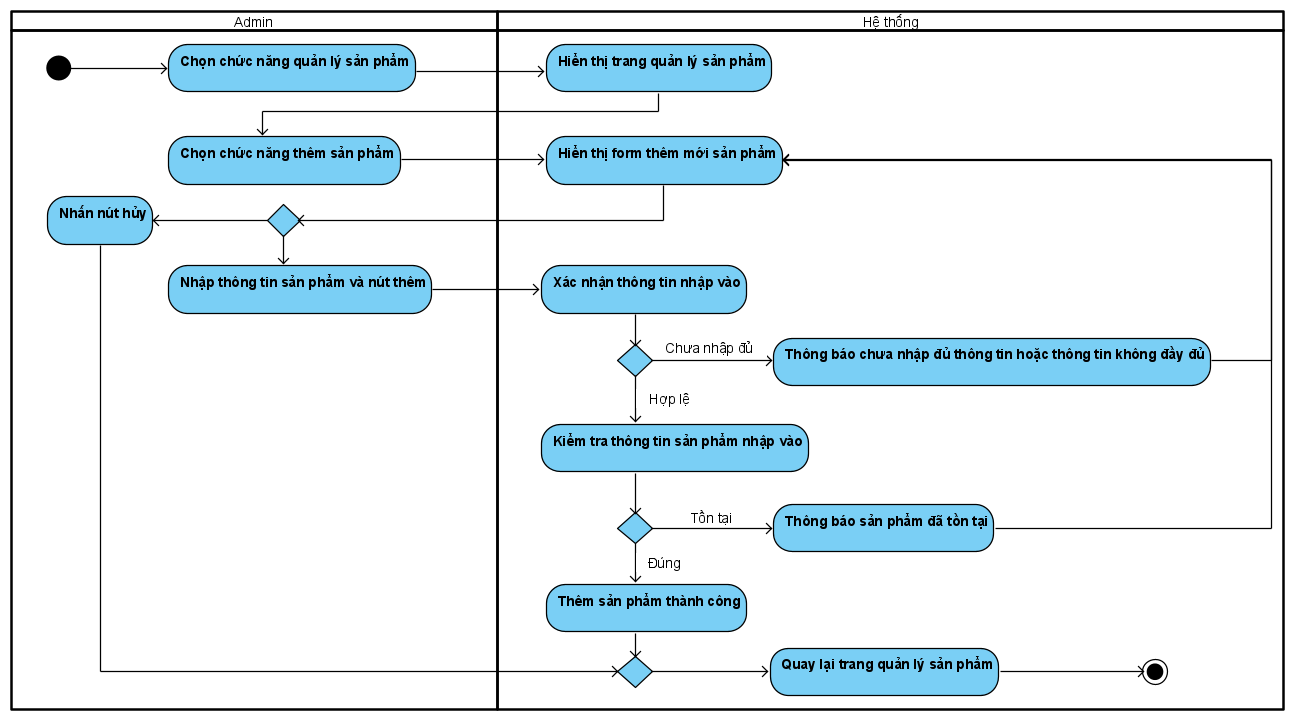 Admin
Hệ thống
Chọn chức năng quản lý sản phẩm
Hiển thị trang quản lý sản phẩm
Chọn chức năng thêm sản phẩm
Hiển thị form thêm mới sản phẩm
Nhấn nút hủy
Nhập thông tin sản phẩm và nút thêm
Xác nhận thông tin nhập vào
Chưa nhập đủ
Thông báo chưa nhập đủ thông tin hoặc thông tin không đầy đủ
Hợp lệ
Kiểm tra thông tin sản phẩm nhập vào
Tồn tại
Thông báo sản phẩm đã tồn tại
Đúng
Thêm sản phẩm thành công
Quay lại trang quản lý sản phẩm